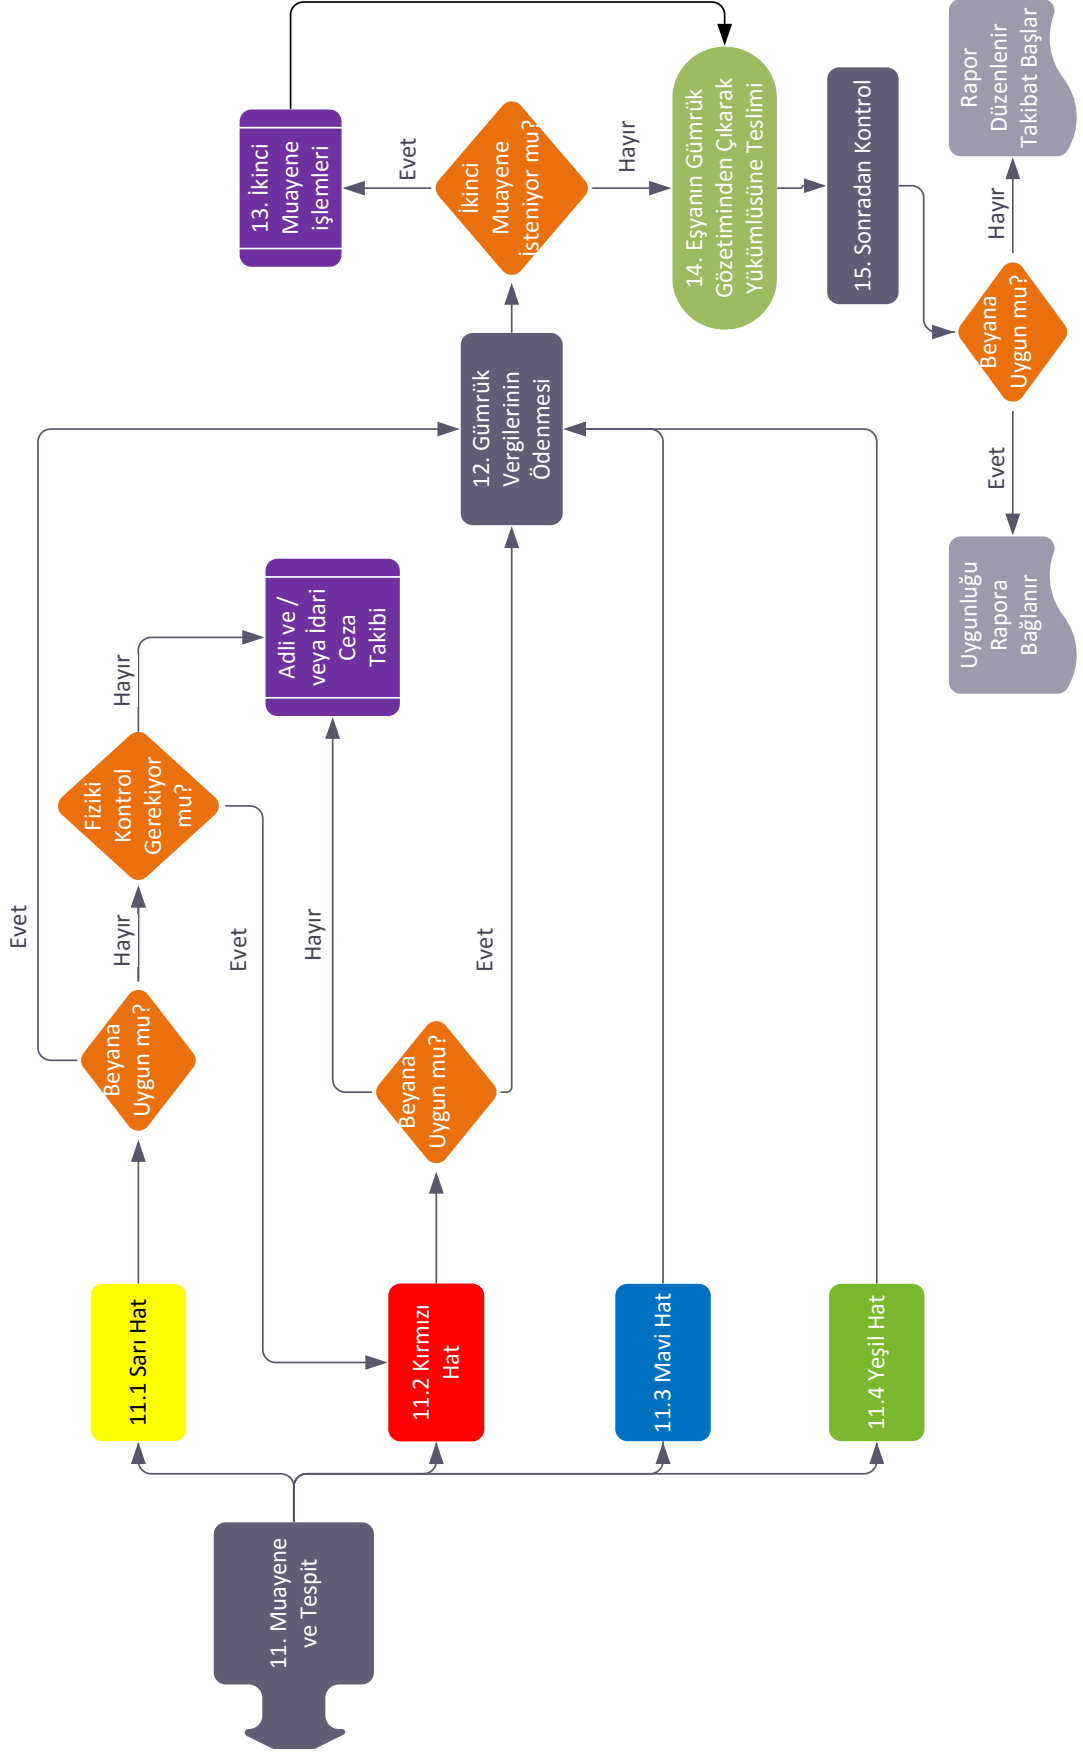 11. Muayene
ve Tespit
11.1 Sarı Hat
11.2 Kırmızı
Hat
11.3 Mavi Hat
11.4 Yeşil Hat
Beyana
Uygun mu?
Evet
Hayır
Fiziki
Kontrol
Gerekiyor
mu?
Hayır
Evet
Beyana
Uygun mu?
Hayır
Evet
Adli ve /
veya İdari
Ceza
Takibi
12. Gümrük
Vergilerinin
Ödenmesi
İkinci
Muayene
İsteniyor mu?
Evet
Hayır
13. İkinci
Muayene
işlemleri
14. Eşyanın Gümrük
Gözetiminden Çıkarak
Yükümlüsüne Teslimi
15. Sonradan Kontrol
Beyana
Uygun mu?
Evet
Hayır
Uygunluğu
Rapora
Bağlanır
Rapor
Düzenlenir
Takibat Başlar